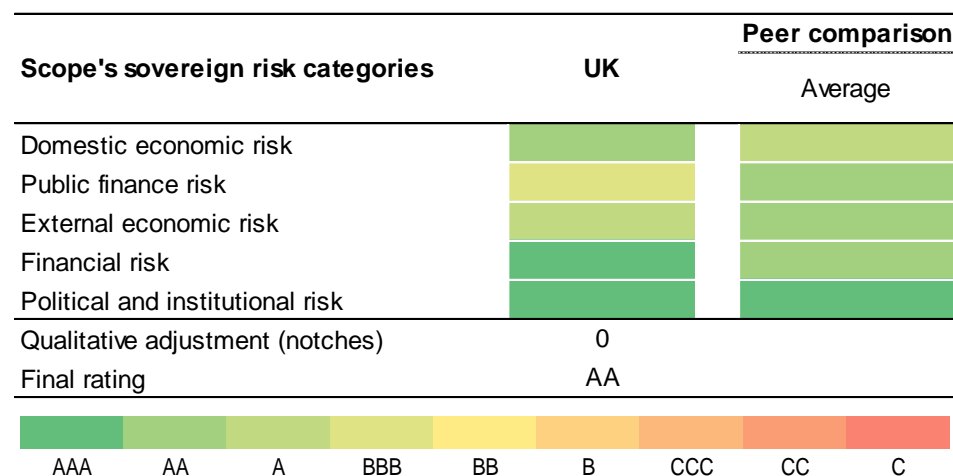 Peer comparison
Scope's sovereign risk categories UK
Average
Domestic economic risk
Public finance risk
External economic risk
Financial risk
Political and institutional risk
Qualitative adjustment (notches) 0
Final rating AA
AAA AA A BBB BB B CCC CC C